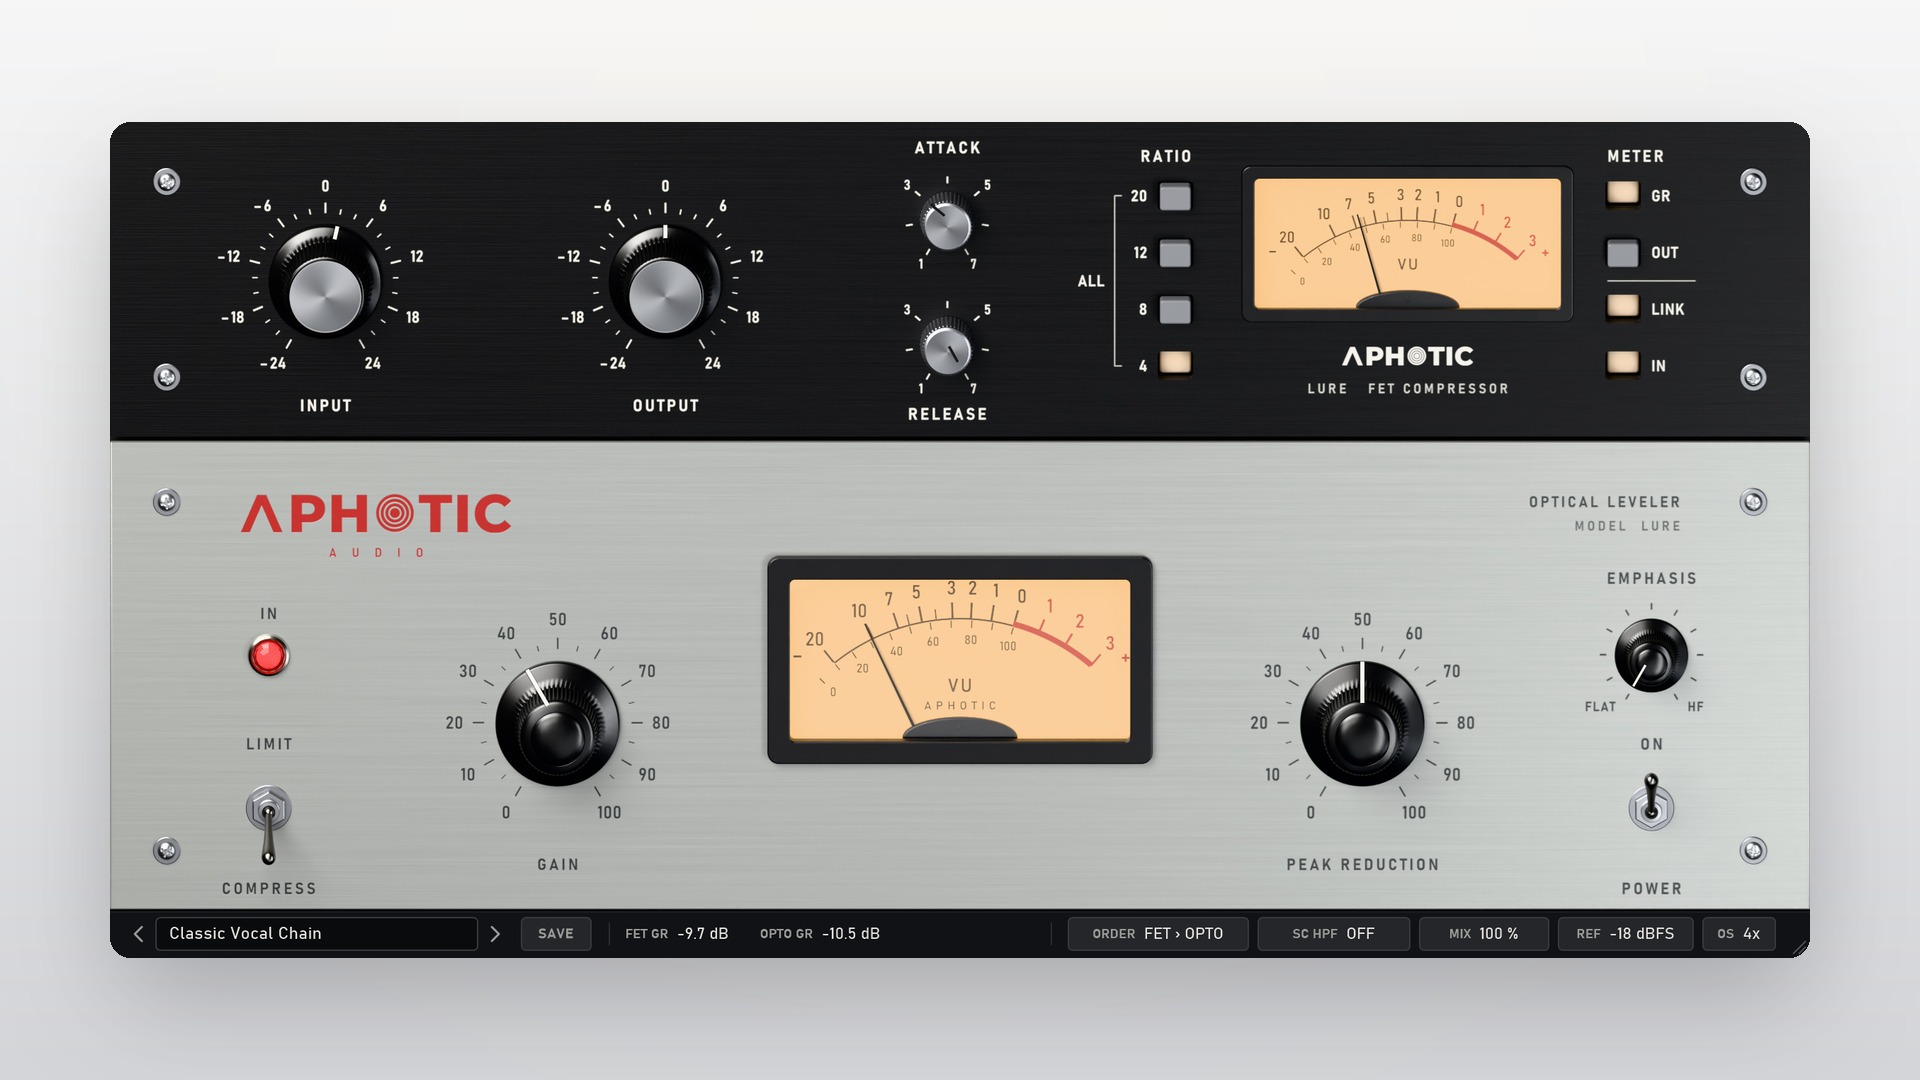 ATTACK
3 5
1 7
RATIO
METER
0
-6 6
-12 12
-18 18
-24 24
INPUT
0
-6 6
-12 12
-18 18
-24 24
OUTPUT
3 5
1 7
RELEASE
ALL
20
12
8
4
- 20 10 7 5 3 2 1 0 1 2 3 +
0 20 40 60 80 100
VU
GR
OUT
LINK
IN
APHOTIC
LURE FET COMPRESSOR
APHOTIC
AUDIO
OPTICAL LEVELER
MODEL LURE
IN
LIMIT
COMPRESS
0 10 20 30 40 50 60 70 80 90 100
GAIN
- 20 10 7 5 3 2 1 0 1 2 3 +
0 20 40 60 80 100
VU
APHOTIC
0 10 20 30 40 50 60 70 80 90 100
PEAK REDUCTION
EMPHASIS
FLAT HF
ON
POWER
Classic Vocal Chain SAVE FET GR -9.7 dB OPTO GR -10.5 dB ORDER FET › OPTO SC HPF OFF MIX 100 % REF -18 dBFS OS 4x